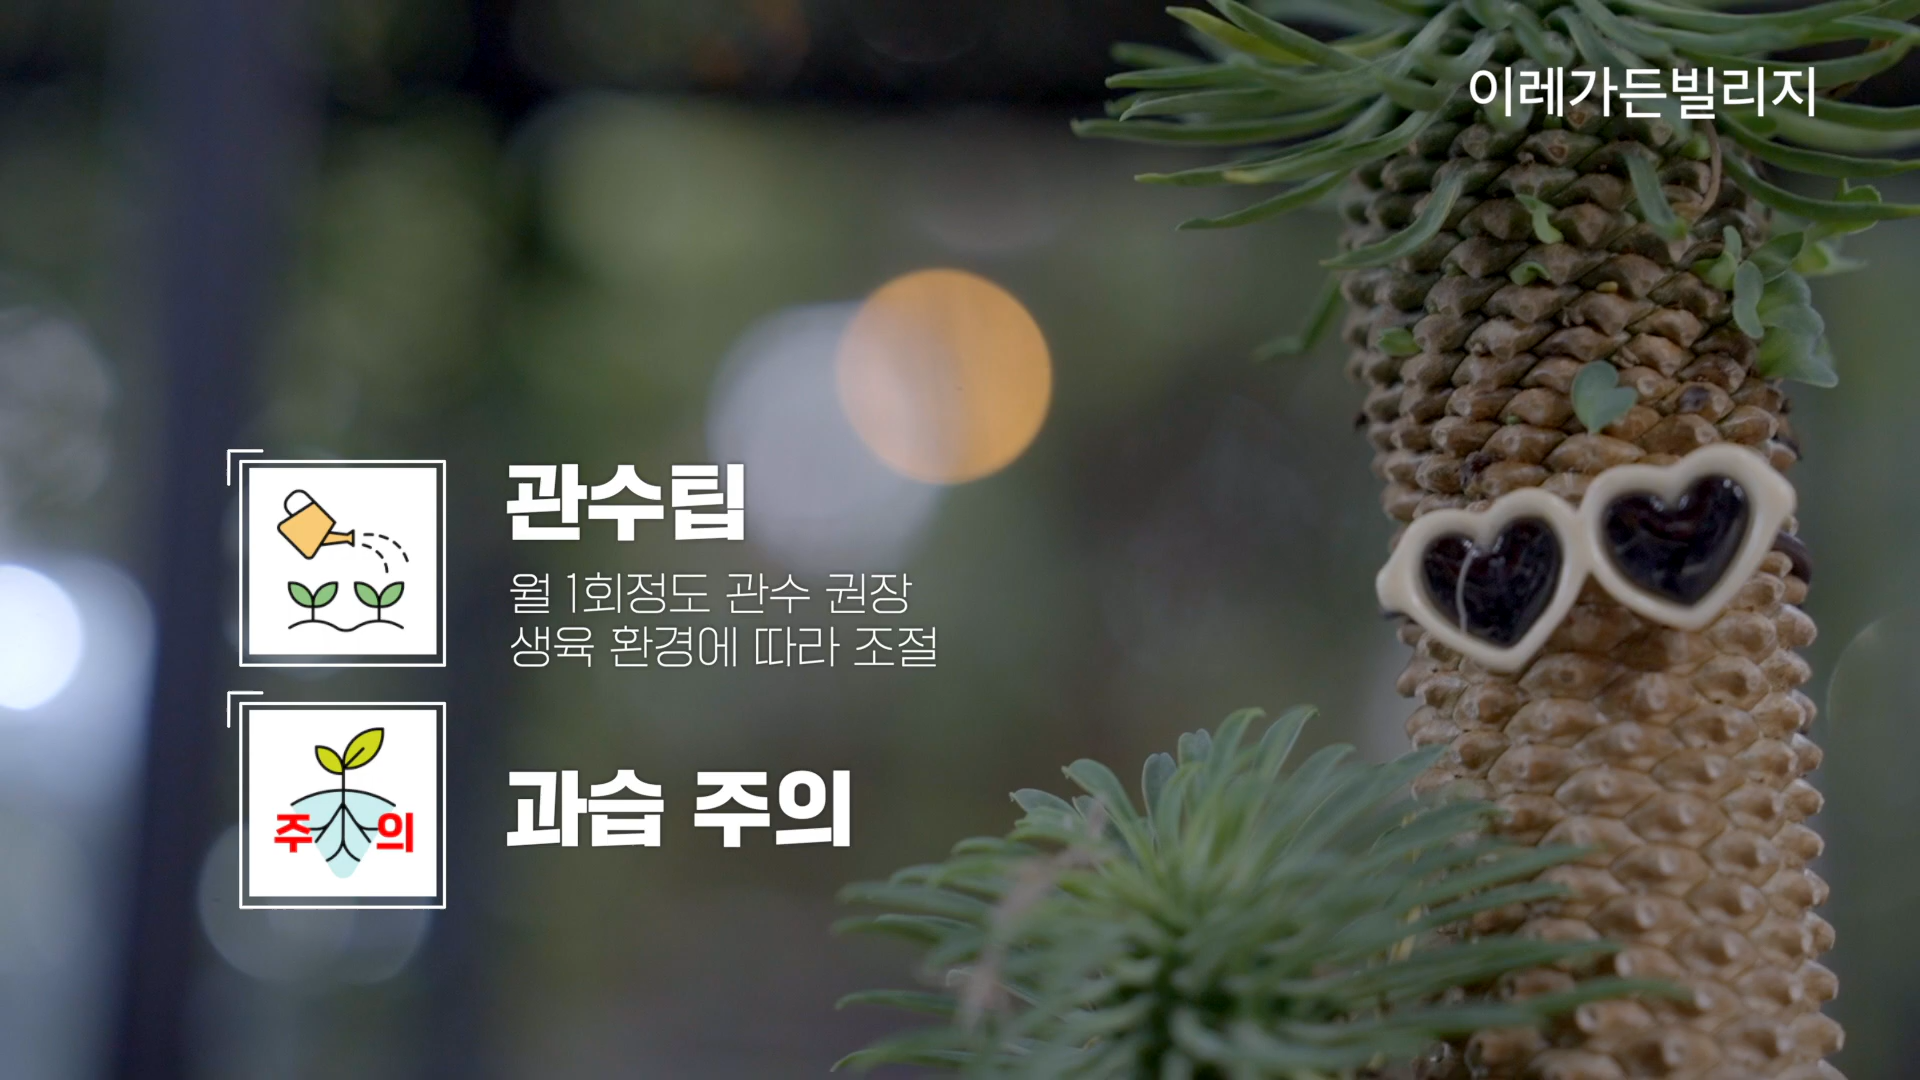 이레가든빌리지
관수팁
월 1회정도 관수 권장
생육 환경에 따라 조절
주의
과습 주의